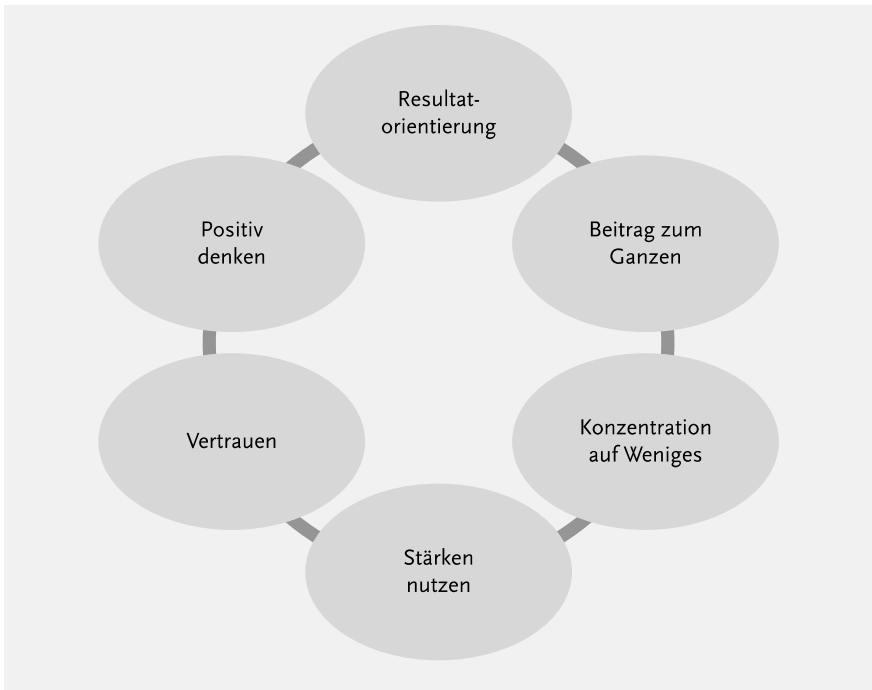 Resultat-
orientierung
Positiv
denken
Beitrag zum
Ganzen
Vertrauen
Konzentration
auf Weniges
Stärken
nutzen